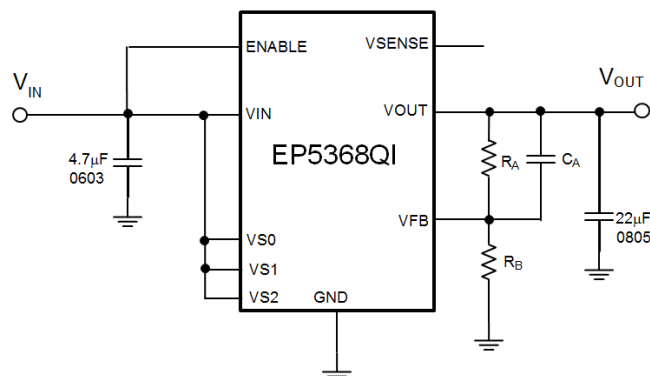 ENABLE
VSENSE
VIN
VOUT
VIN
VOUT
EP5368QI
4.7µF
0603
RA
CA
VFB
22µF
0805
VS0
VS1
RB
VS2
GND